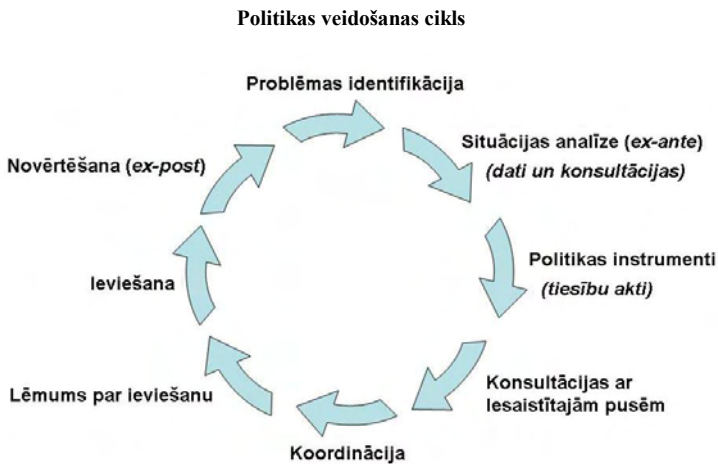 Politikas veidošanas cikls
Problēmas identifikācija
Situācijas analīze (ex-ante)
(dati un konsultācijas)
Politikas instrumenti
(tiesību akti)
Konsultācijas ar
Iesaistītajām pusēm
Koordinācija
Lēmums par ieviešanu
Ieviešana
Novērtēšana (ex-post)